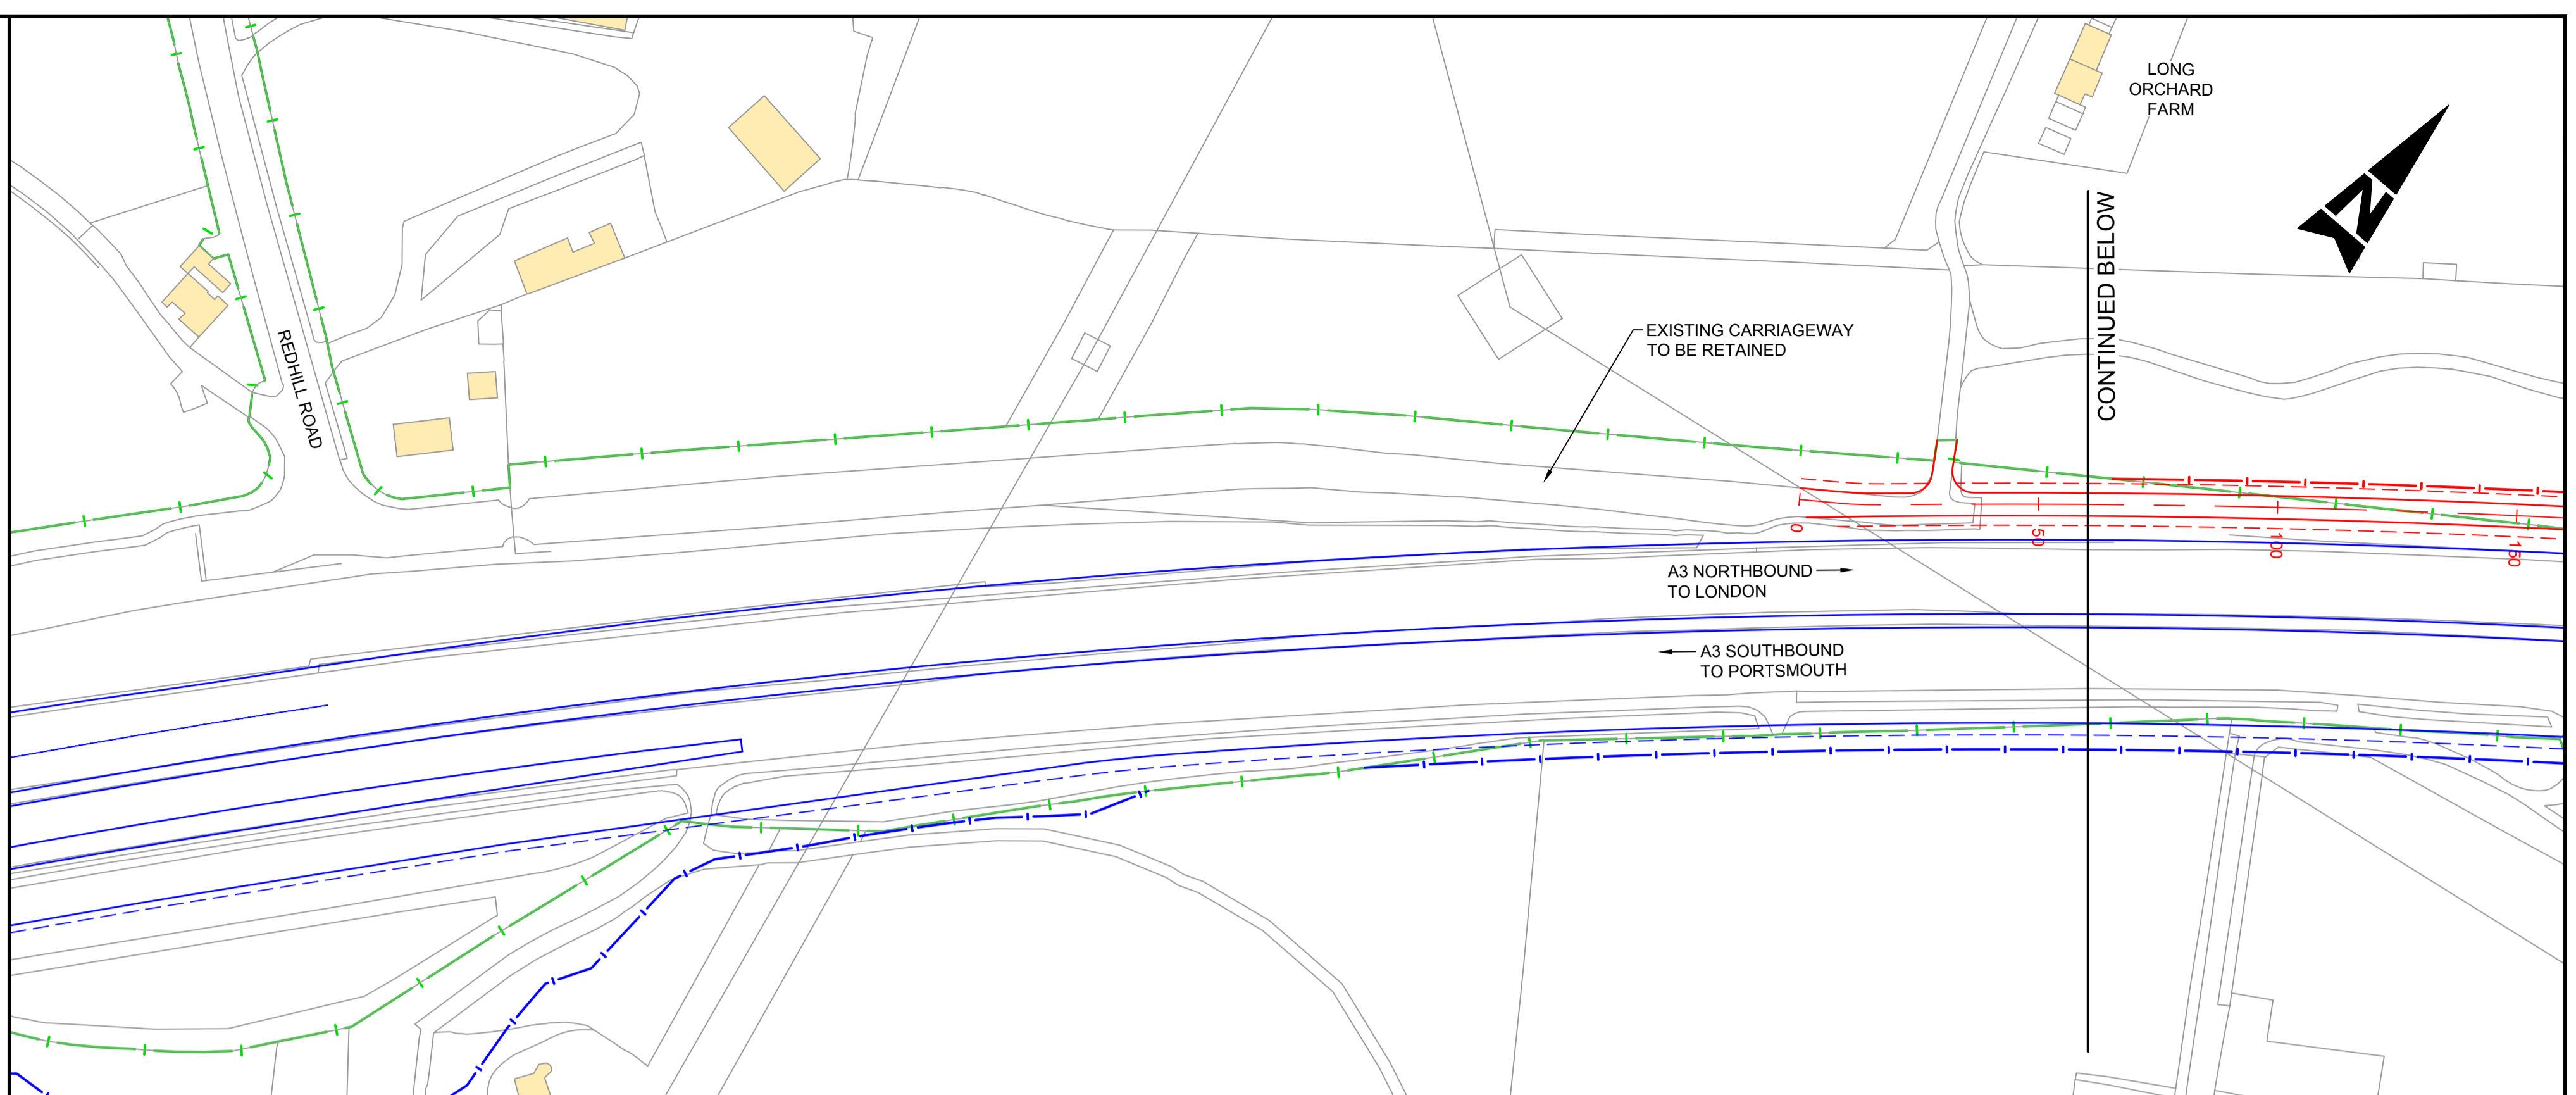 LONG
ORCHARD
FARM
N
CONTINUED BELOW
REDHILL ROAD
EXISTING CARRIAGEWAY
TO BE RETAINED
0
50
100
150
A3 NORTHBOUND
TO LONDON
A3 SOUTHBOUND
TO PORTSMOUTH